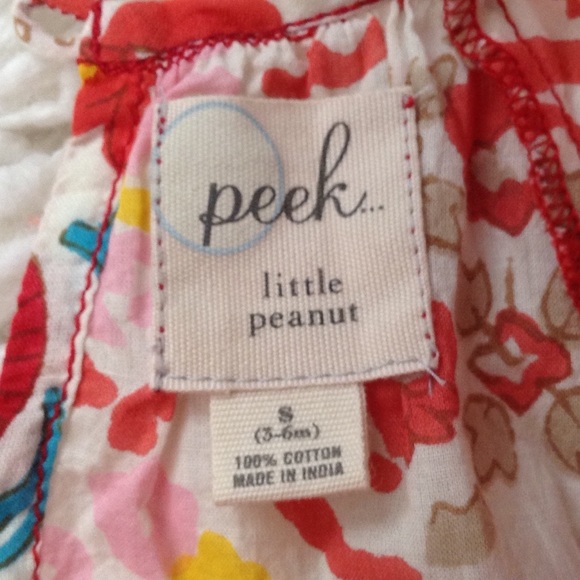 peek...
little
peanut
S
(3-6m)
100% COTTON
MADE IN INDIA